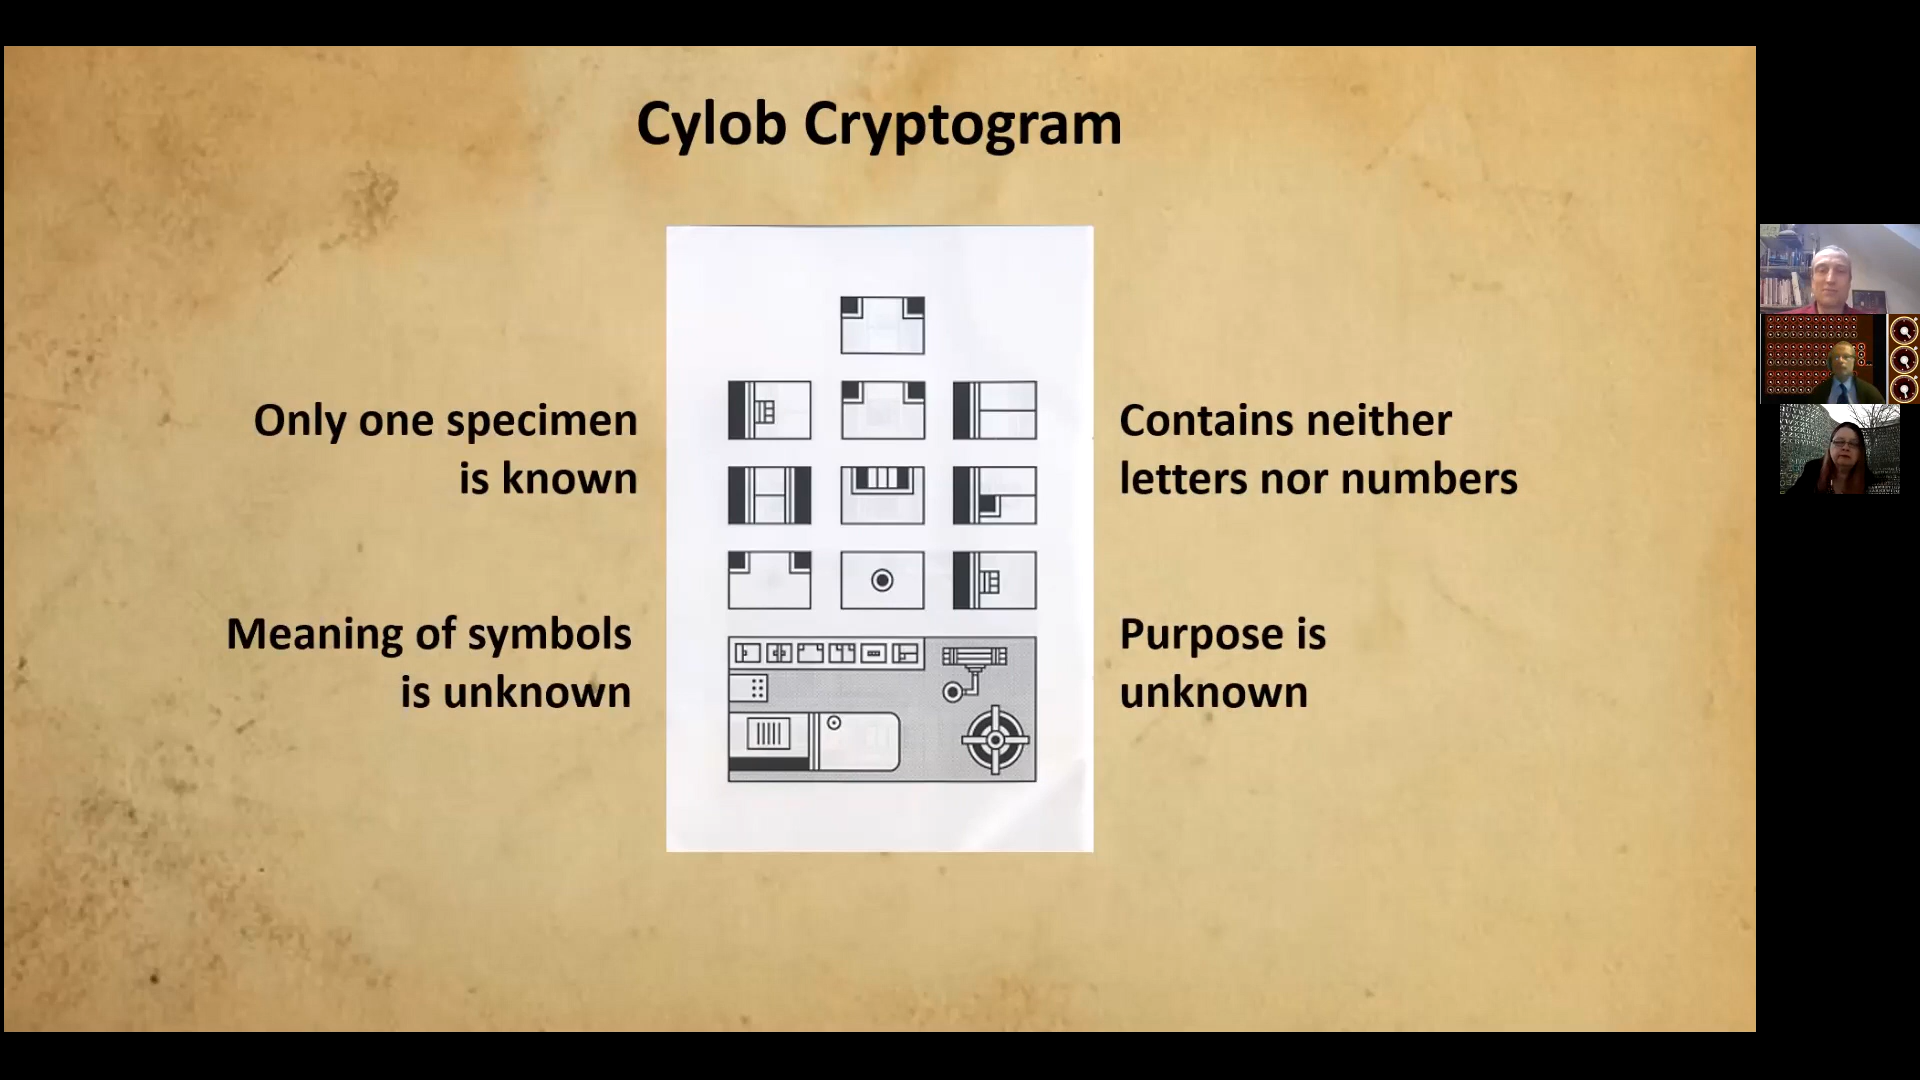 Cylob Cryptogram
Only one specimen
is known
Contains neither
letters nor numbers
Meaning of symbols
is unknown
Purpose is
unknown